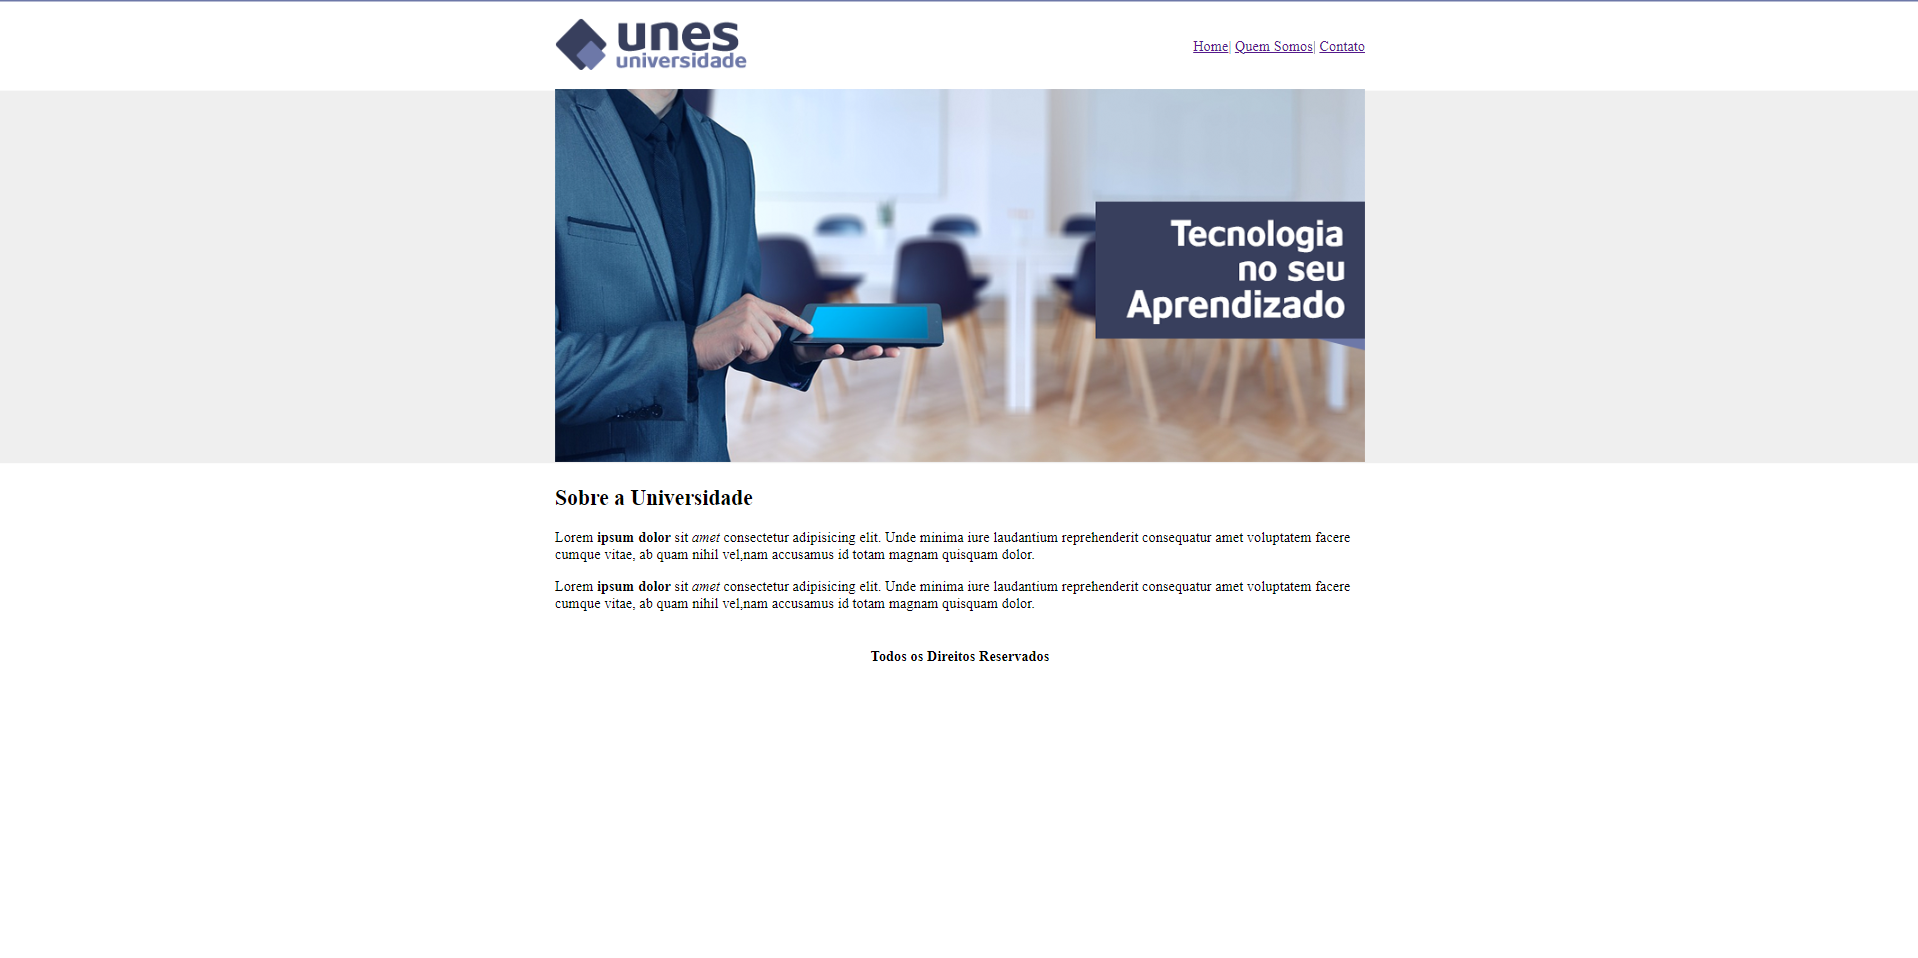 unes
universidade
Home| Quem Somos| Contato
Tecnologia
no seu
Aprendizado
Sobre a Universidade
Lorem ipsum dolor sit amet consectetur adipisicing elit. Unde minima iure laudantium reprehenderit consequatur amet voluptatem facere
cumque vitae, ab quam nihil vel,nam accusamus id totam magnam quisquam dolor.
Lorem ipsum dolor sit amet consectetur adipisicing elit. Unde minima iure laudantium reprehenderit consequatur amet voluptatem facere
cumque vitae, ab quam nihil vel,nam accusamus id totam magnam quisquam dolor.
Todos os Direitos Reservados